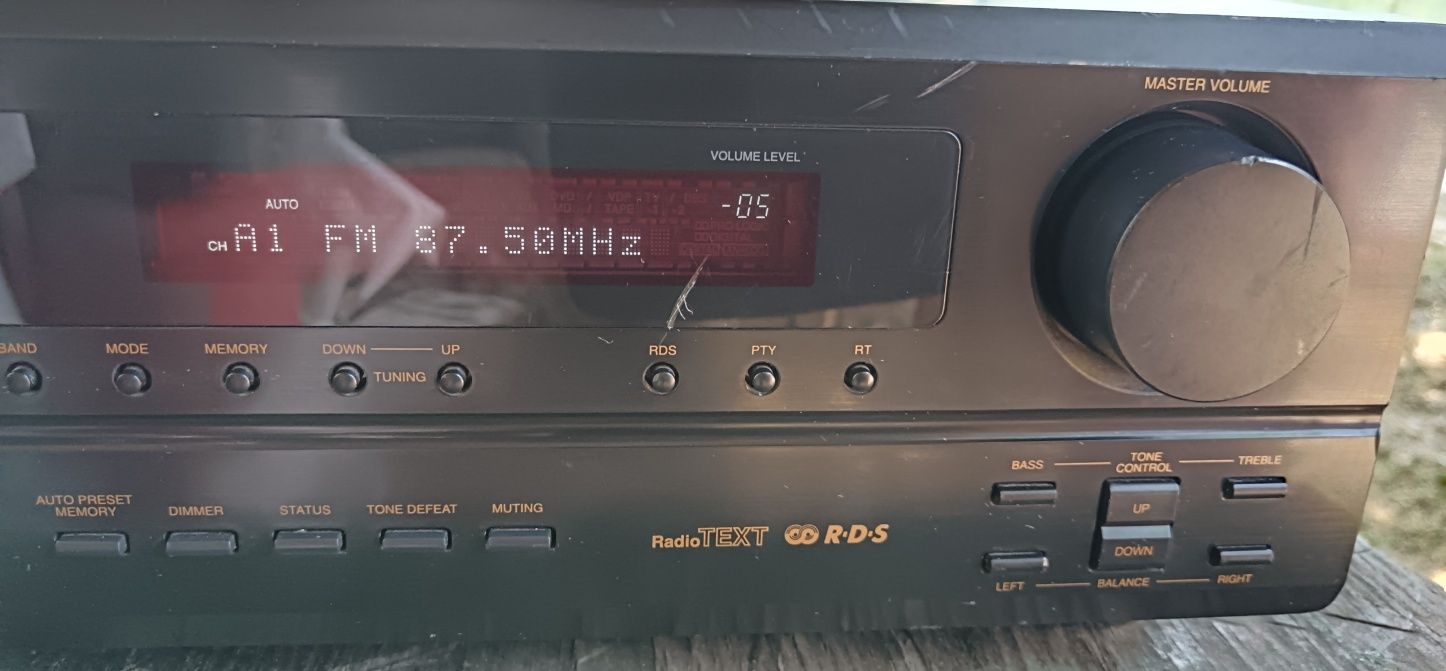 MASTER VOLUME
VOLUME LEVEL
AUTO
-05
CH A1 FM 87.50MHz
BAND MODE MEMORY DOWN UP RDS PTY RT
TUNING
BASS TONE CONTROL TREBLE
AUTO PRESET MEMORY DIMMER STATUS TONE DEFEAT MUTING
UP
RadioTEXT R·D·S
DOWN
LEFT BALANCE RIGHT